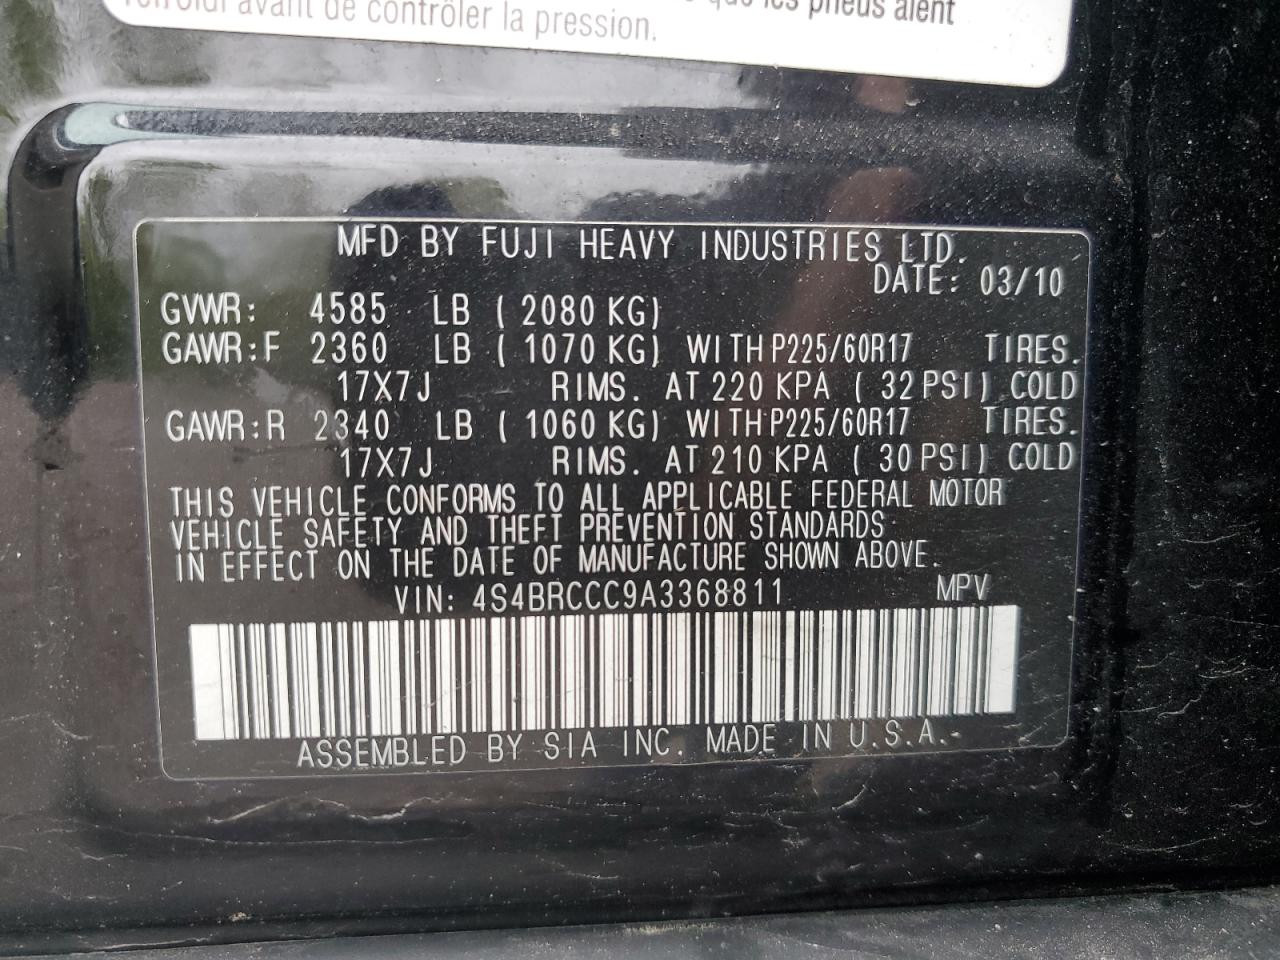 que les pneus aient
refroidi avant de contrôler la pression.
MFD BY FUJI HEAVY INDUSTRIES LTD.
DATE: 03/10
GVWR: 4585 LB ( 2080 KG)
GAWR:F 2360 LB ( 1070 KG) WITH P225/60R17 TIRES.
17X7J RIMS. AT 220 KPA ( 32 PSI) COLD
GAWR:R 2340 LB ( 1060 KG) WITH P225/60R17 TIRES.
17X7J RIMS. AT 210 KPA ( 30 PSI) COLD
THIS VEHICLE CONFORMS TO ALL APPLICABLE FEDERAL MOTOR
VEHICLE SAFETY AND THEFT PREVENTION STANDARDS
IN EFFECT ON THE DATE OF MANUFACTURE SHOWN ABOVE.
VIN: 4S4BRCCC9A3368811 MPV
ASSEMBLED BY SIA INC. MADE IN U.S.A.